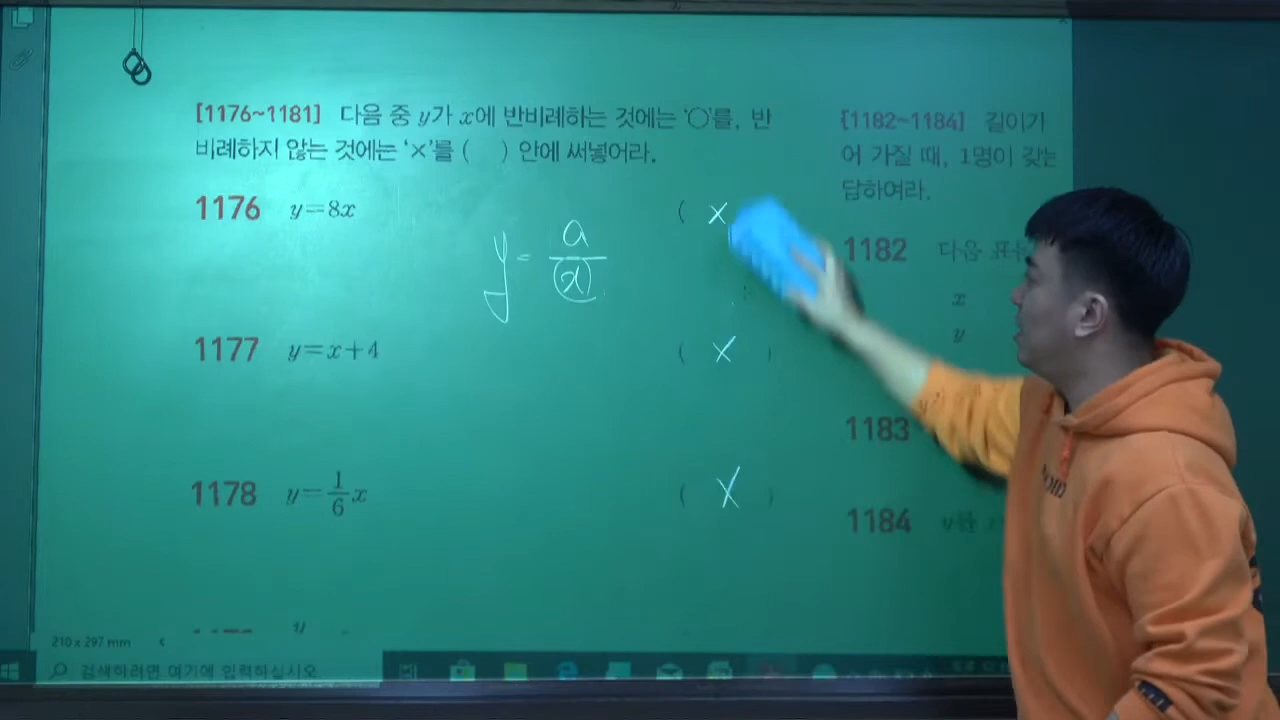 [1176~1181] 다음 중 y가 x에 반비례하는 것에는 '○'를, 반
비례하지 않는 것에는 '×'를 ( ) 안에 써넣어라.
1176 y=8x ( x
y = a/(x)
1177 y=x+4 ( x )
1178 y=1/6 x ( x )
[1182~1184] 길이가
어 가질 때, 1명이 갖는
답하여라.
1182 다음 표
x
y
1183
1184 y를
210 x 297 mm
검색하려면 여기에 입력하십시오.